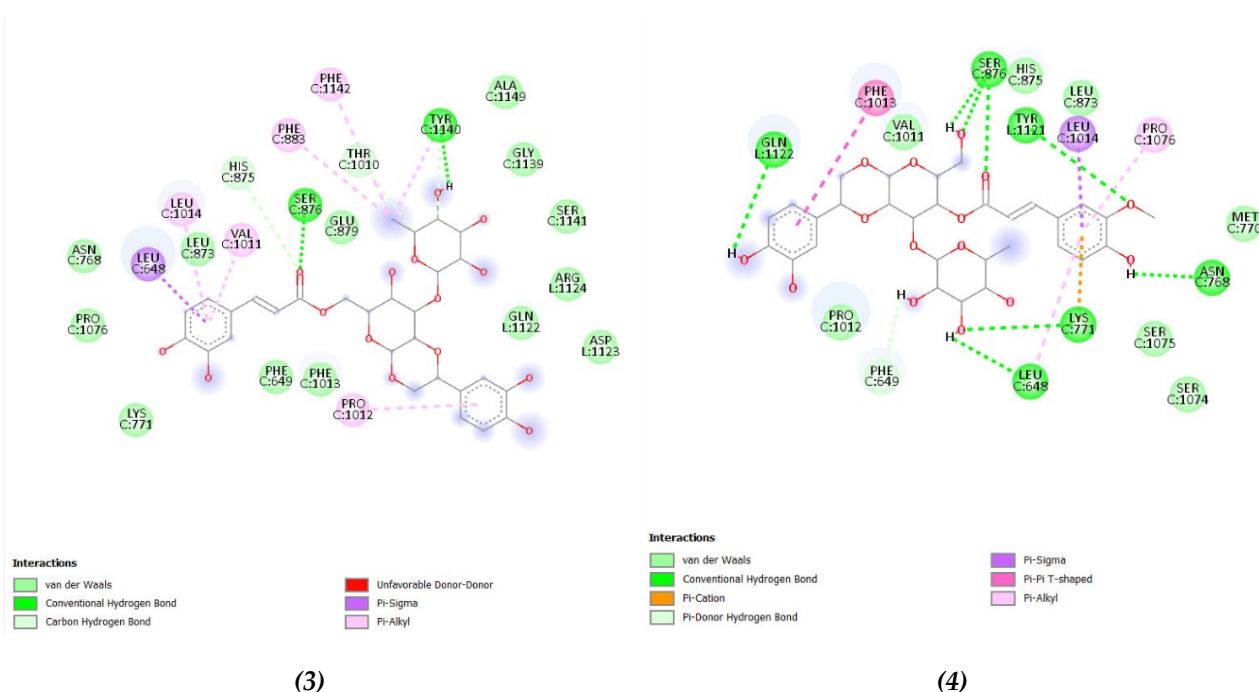 PHE
C:1142
ALA
C:1149
PHE
C:883
TYR
C:1140
THR
C:1010
GLY
C:1139
HIS
C:875
LEU
C:1014
SER
C:876
GLU
C:879
SER
L:1141
ASN
C:768
LEU
C:873
VAL
C:1011
LEU
C:648
ARG
L:1124
PRO
C:1076
GLN
L:1122
ASP
L:1123
PHE
C:649
PHE
C:1013
PRO
C:1012
LYS
C:771
O
H
Interactions
van der Waals
Conventional Hydrogen Bond
Carbon Hydrogen Bond
Unfavorable Donor-Donor
Pi-Sigma
Pi-Alkyl
(3)
SER
C:876
HIS
C:875
PHE
C:1013
LEU
C:873
VAL
C:1011
TYR
L:1121
LEU
C:1014
PRO
C:1076
GLN
L:1122
MET
C:770
ASN
C:768
PRO
C:1012
LYS
C:771
SER
C:1075
PHE
C:649
LEU
C:648
SER
C:1074
O
H
Interactions
van der Waals
Conventional Hydrogen Bond
Pi-Cation
Pi-Donor Hydrogen Bond
Pi-Sigma
Pi-Pi T-shaped
Pi-Alkyl
(4)